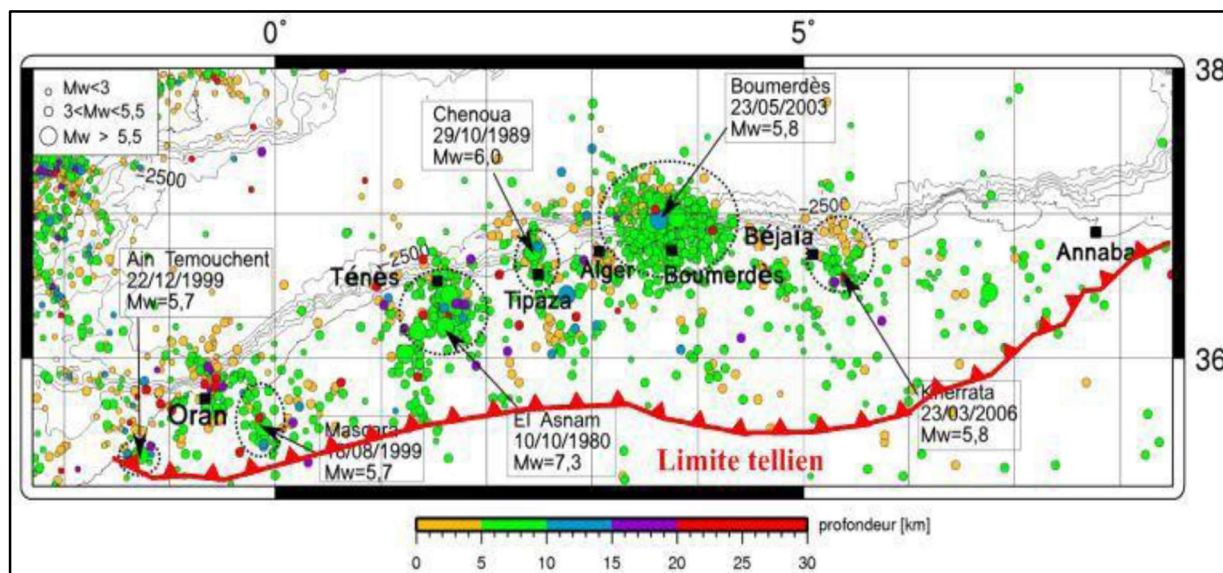 0°
5°
38
36
Mw<3
3<Mw<5,5
Mw > 5,5
Boumerdès
23/05/2003
Mw=5,8
Chenoua
29/10/1989
Mw=6,0
-2500
Ain Temouchent
22/12/1999
Mw=5,7
2500
-2500
Ténès
Tipaza
Alger
Boumerdès
Béjaia
Annaba
Oran
Mascara
18/08/1999
Mw=5,7
El Asnam
10/10/1980
Mw=7,3
Kherrata
23/03/2006
Mw=5,8
Limite tellien
profondeur [km]
0 5 10 15 20 25 30